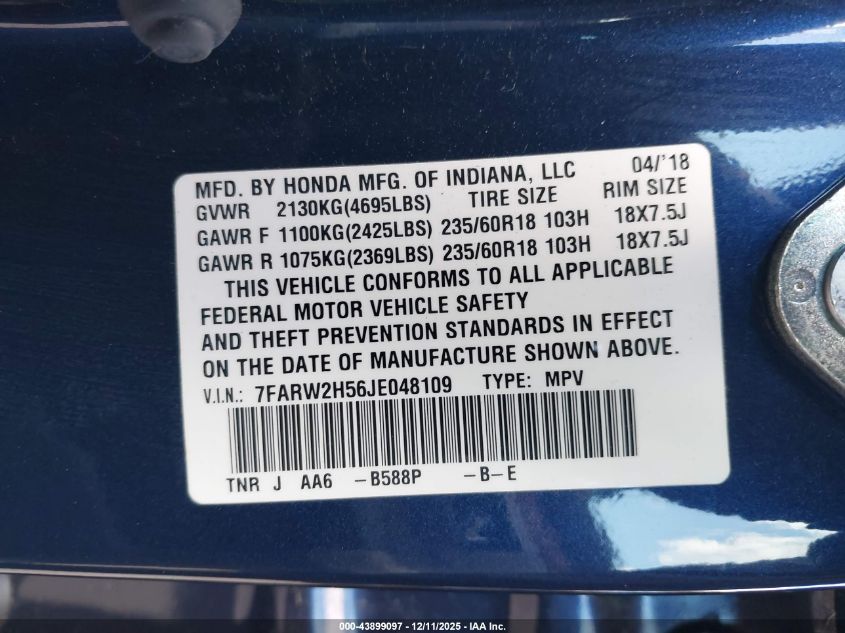 MFD. BY HONDA MFG. OF INDIANA, LLC 04/'18
GVWR 2130KG(4695LBS) TIRE SIZE RIM SIZE
GAWR F 1100KG(2425LBS) 235/60R18 103H 18X7.5J
GAWR R 1075KG(2369LBS) 235/60R18 103H 18X7.5J
THIS VEHICLE CONFORMS TO ALL APPLICABLE
FEDERAL MOTOR VEHICLE SAFETY
AND THEFT PREVENTION STANDARDS IN EFFECT
ON THE DATE OF MANUFACTURE SHOWN ABOVE.
V.I.N.: 7FARW2H56JE048109 TYPE: MPV
TNR J AA6 -B588P -B-E
000-43899097 - 12/11/2025 - IAA Inc.